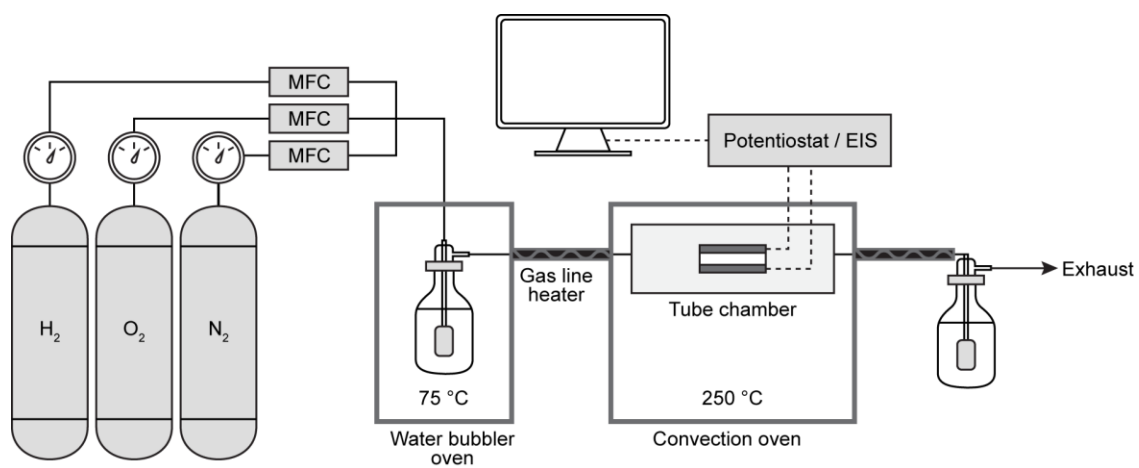 MFC
MFC
MFC
Potentiostat / EIS
H₂
O₂
N₂
Gas line
heater
Tube chamber
Exhaust
75 °C
250 °C
Water bubbler
oven
Convection oven